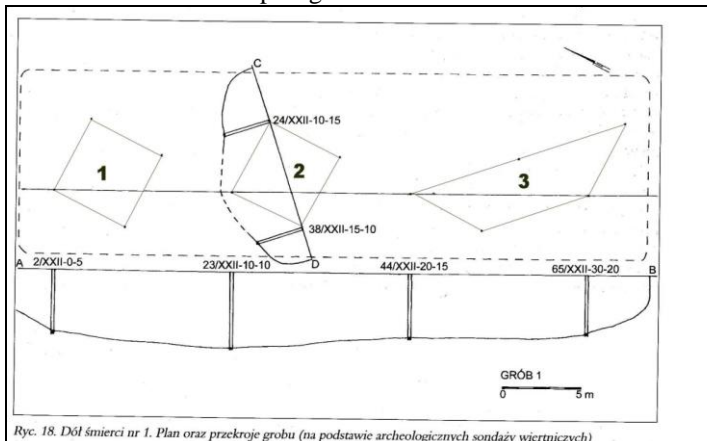 C
24/XXII-10-15
1
2
3
38/XXII-15-10
A
2/XXII-0-5
23/XXII-10-10
D
44/XXII-20-15
65/XXII-30-20
B
GRÓB 1
0
5 m
Ryc. 18. Dół śmierci nr 1. Plan oraz przekroje grobu (na podstawie archeologicznych sondaży wiertniczych)